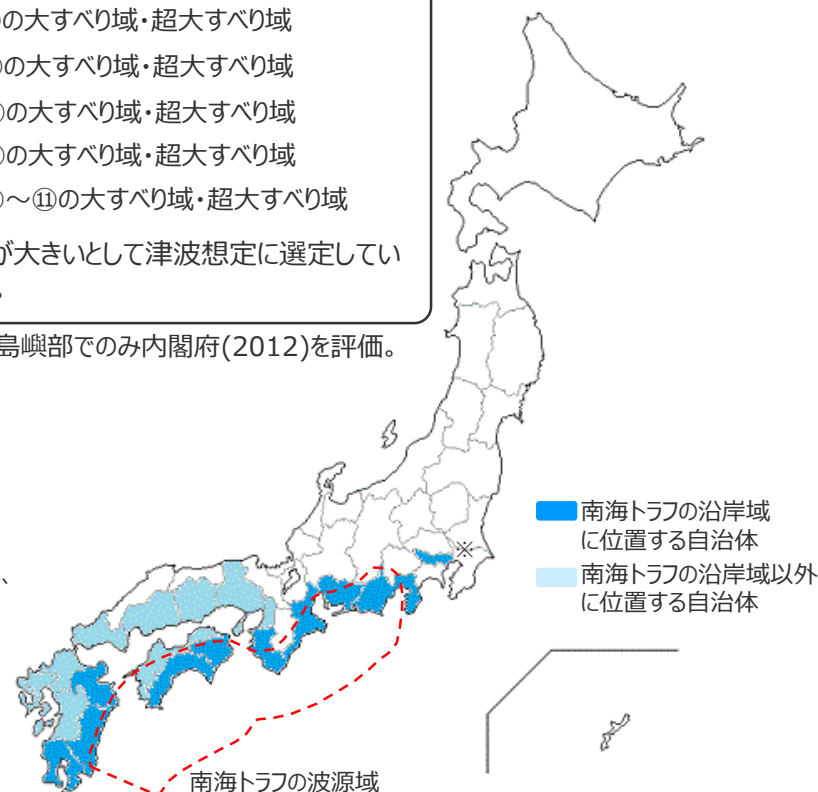 の大すべり域・超大すべり域
の大すべり域・超大すべり域
の大すべり域・超大すべり域
の大すべり域・超大すべり域
～⑪の大すべり域・超大すべり域
が大きいとして津波想定に選定してい
島嶼部でのみ内閣府(2012)を評価。
、
※
南海トラフの沿岸域
に位置する自治体
南海トラフの沿岸域以外
に位置する自治体
南海トラフの波源域